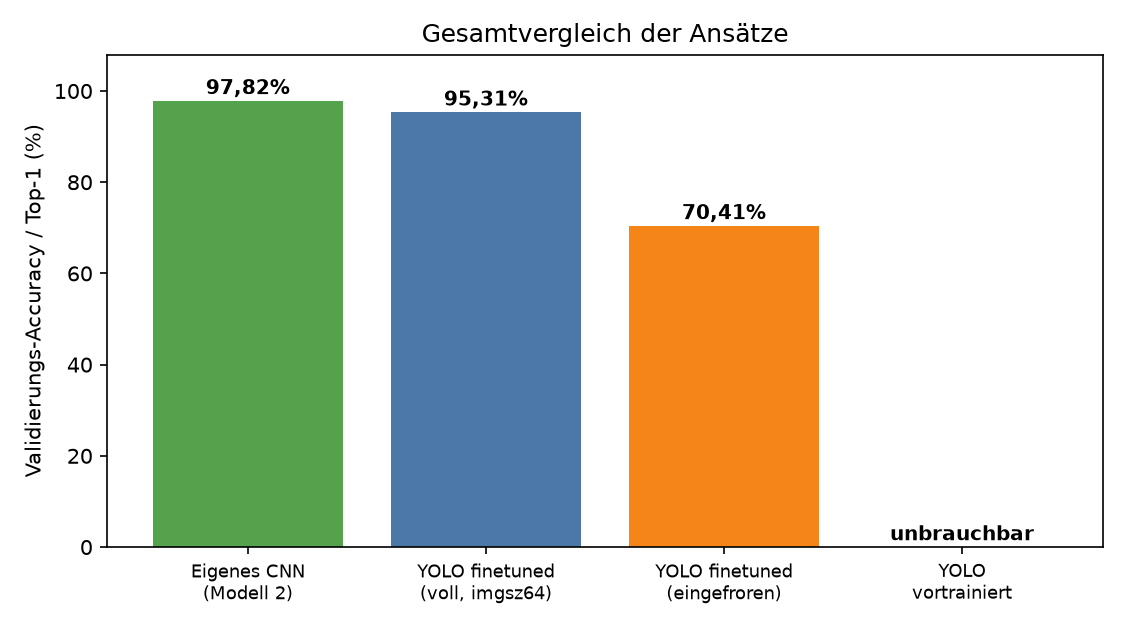 Gesamtvergleich der Ansätze
Validierungs-Accuracy / Top-1 (%)
100
80
60
40
20
0
97,82%
95,31%
70,41%
unbrauchbar
Eigenes CNN
(Modell 2)
YOLO finetuned
(voll, imgsz64)
YOLO finetuned
(eingefroren)
YOLO
vortrainiert